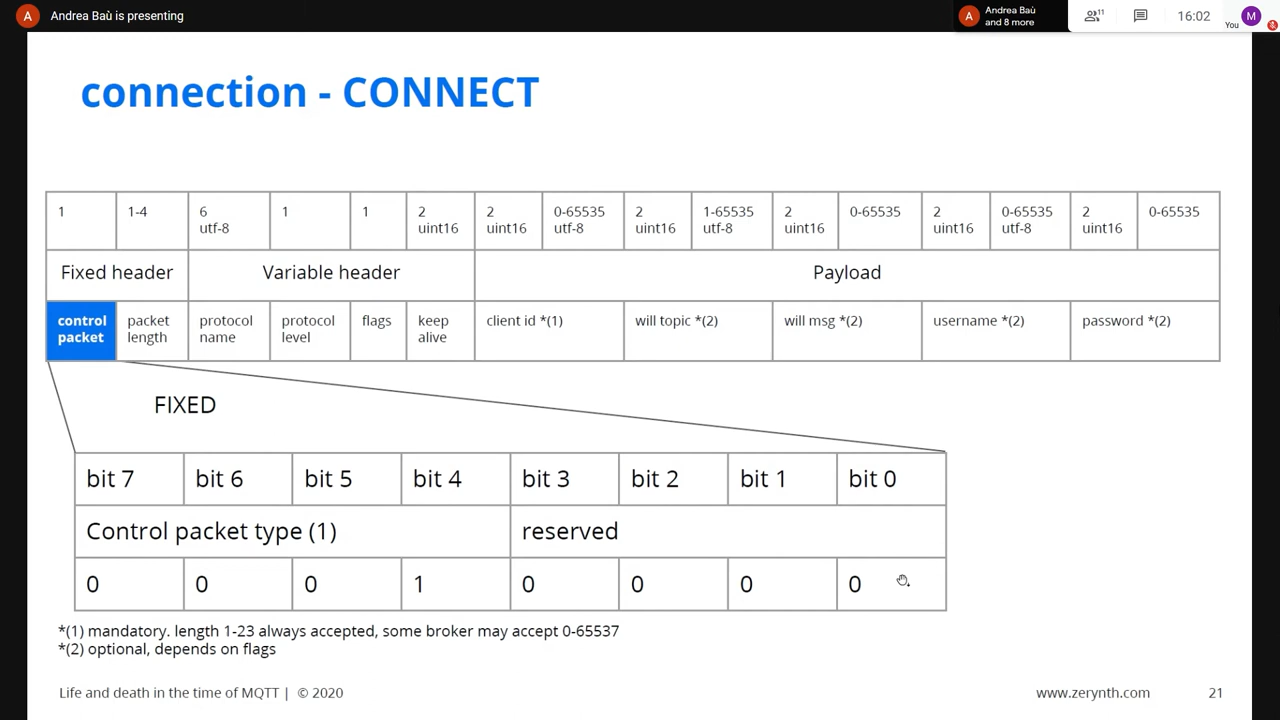 A Andrea Baù is presenting
A Andrea Baù and 8 more
11
16:02
You M
connection - CONNECT
1 1-4 6 utf-8 1 1 2 uint16 2 uint16 0-65535 utf-8 2 uint16 1-65535 utf-8 2 uint16 0-65535 2 uint16 0-65535 utf-8 2 uint16 0-65535
Fixed header Variable header Payload
control packet packet length protocol name protocol level flags keep alive client id *(1) will topic *(2) will msg *(2) username *(2) password *(2)
FIXED
bit 7 bit 6 bit 5 bit 4 bit 3 bit 2 bit 1 bit 0
Control packet type (1) reserved
0 0 0 1 0 0 0 0
*(1) mandatory. length 1-23 always accepted, some broker may accept 0-65537
*(2) optional, depends on flags
Life and death in the time of MQTT | © 2020 www.zerynth.com 21